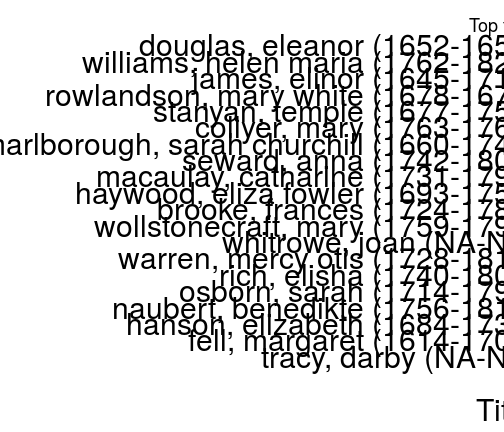 Top
douglas, eleanor (1652-165
williams, helen maria (1762-182
james, elinor (1645-171
rowlandson, mary white (1678-167
stanyan, temple (1677-175
collyer, mary (1763-176
harlborough, sarah churchill (1660-174
seward, anna (1742-180
macaulay, catharine (1731-179
haywood, eliza fowler (1693-175
brooke, frances (1724-178
wollstonecraft, mary (1759-179
whitrowe, joan (NA-N
warren, mercy otis (1728-181
rich, elisha (1740-180
osborn, sarah (1714-179
naubert, benedikte (1756-181
hanson, elizabeth (1684-173
fell, margaret (1614-170
tracy, darby (NA-N
Tit